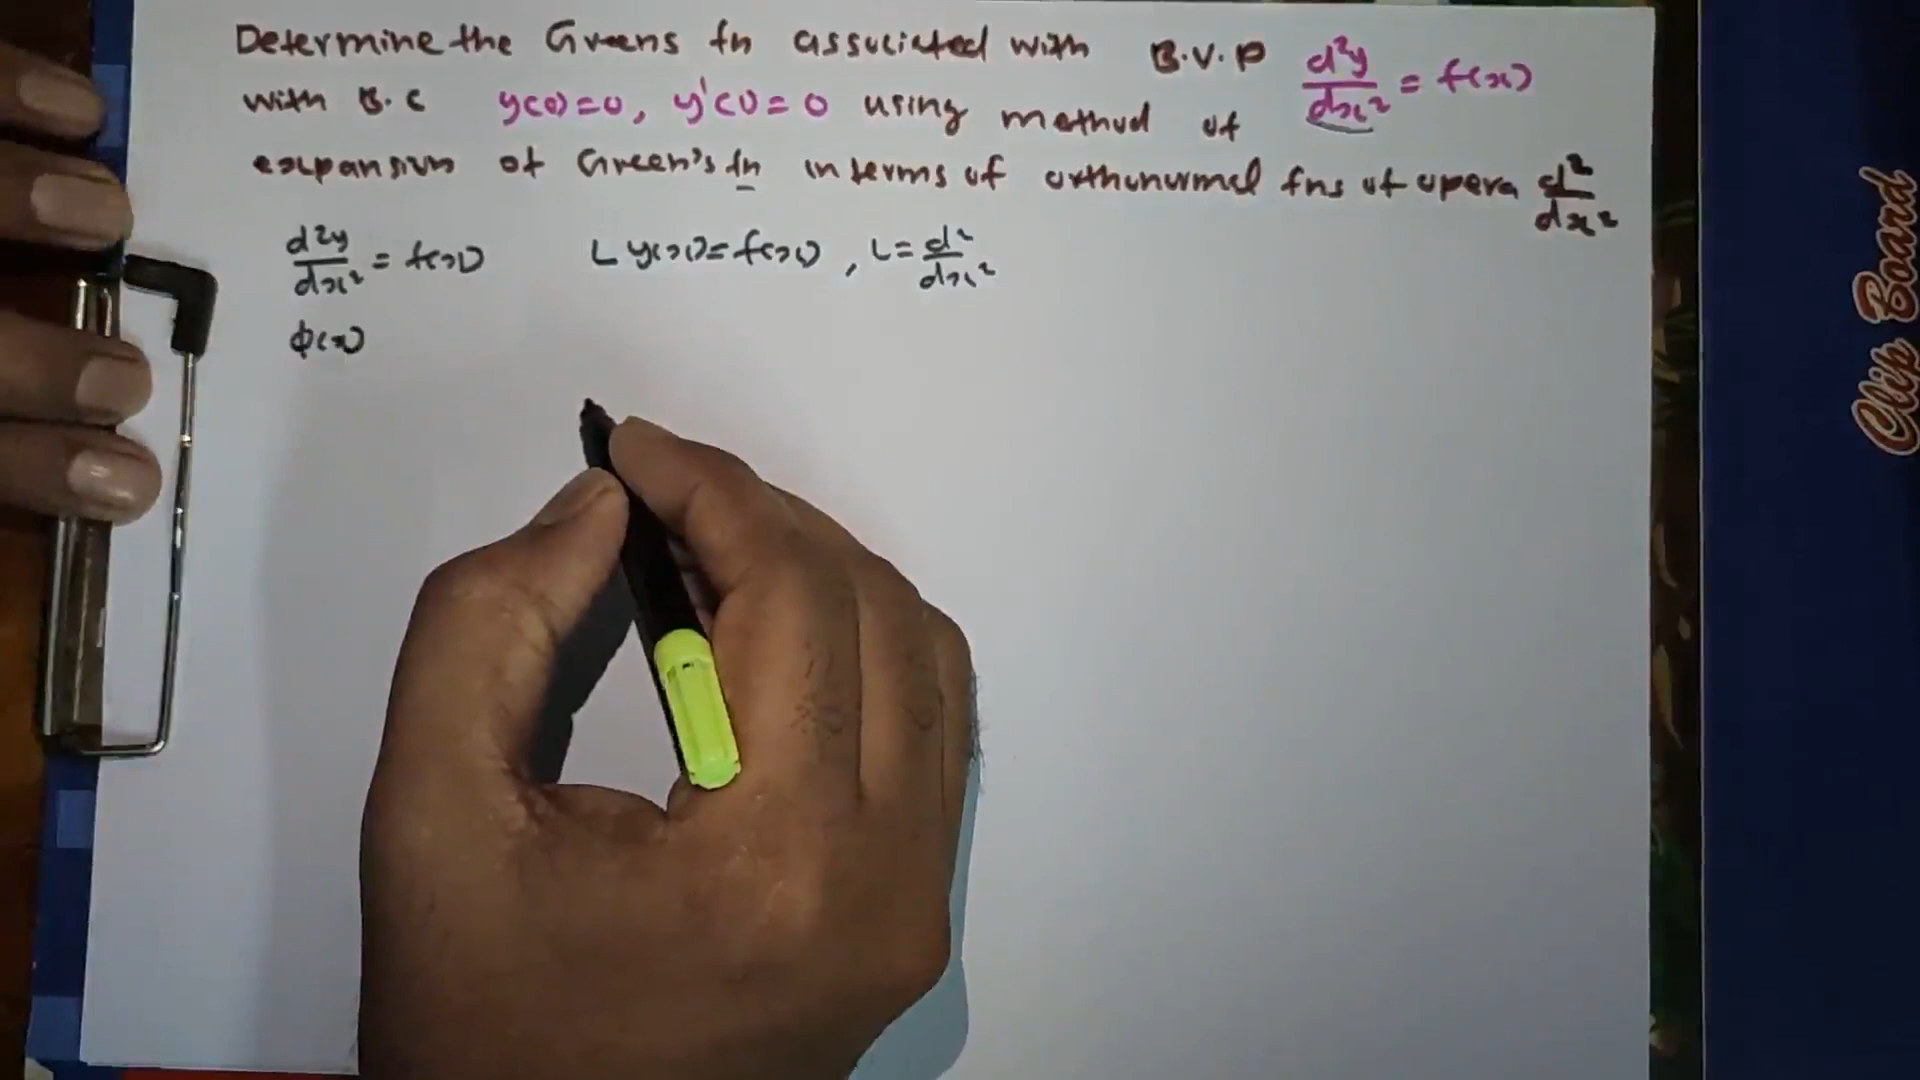 Determine the Greens fn associated with B.V.P d²y/dx² = f(x)
with B.C y(0)=0, y'(1)=0 using method of
expansion of Green's fn in terms of orthonormal fns of opera d²/dx²
d²y/dx² = f(x) L y(x)=f(x) , L=d²/dx²
φ(x)
Clip Board